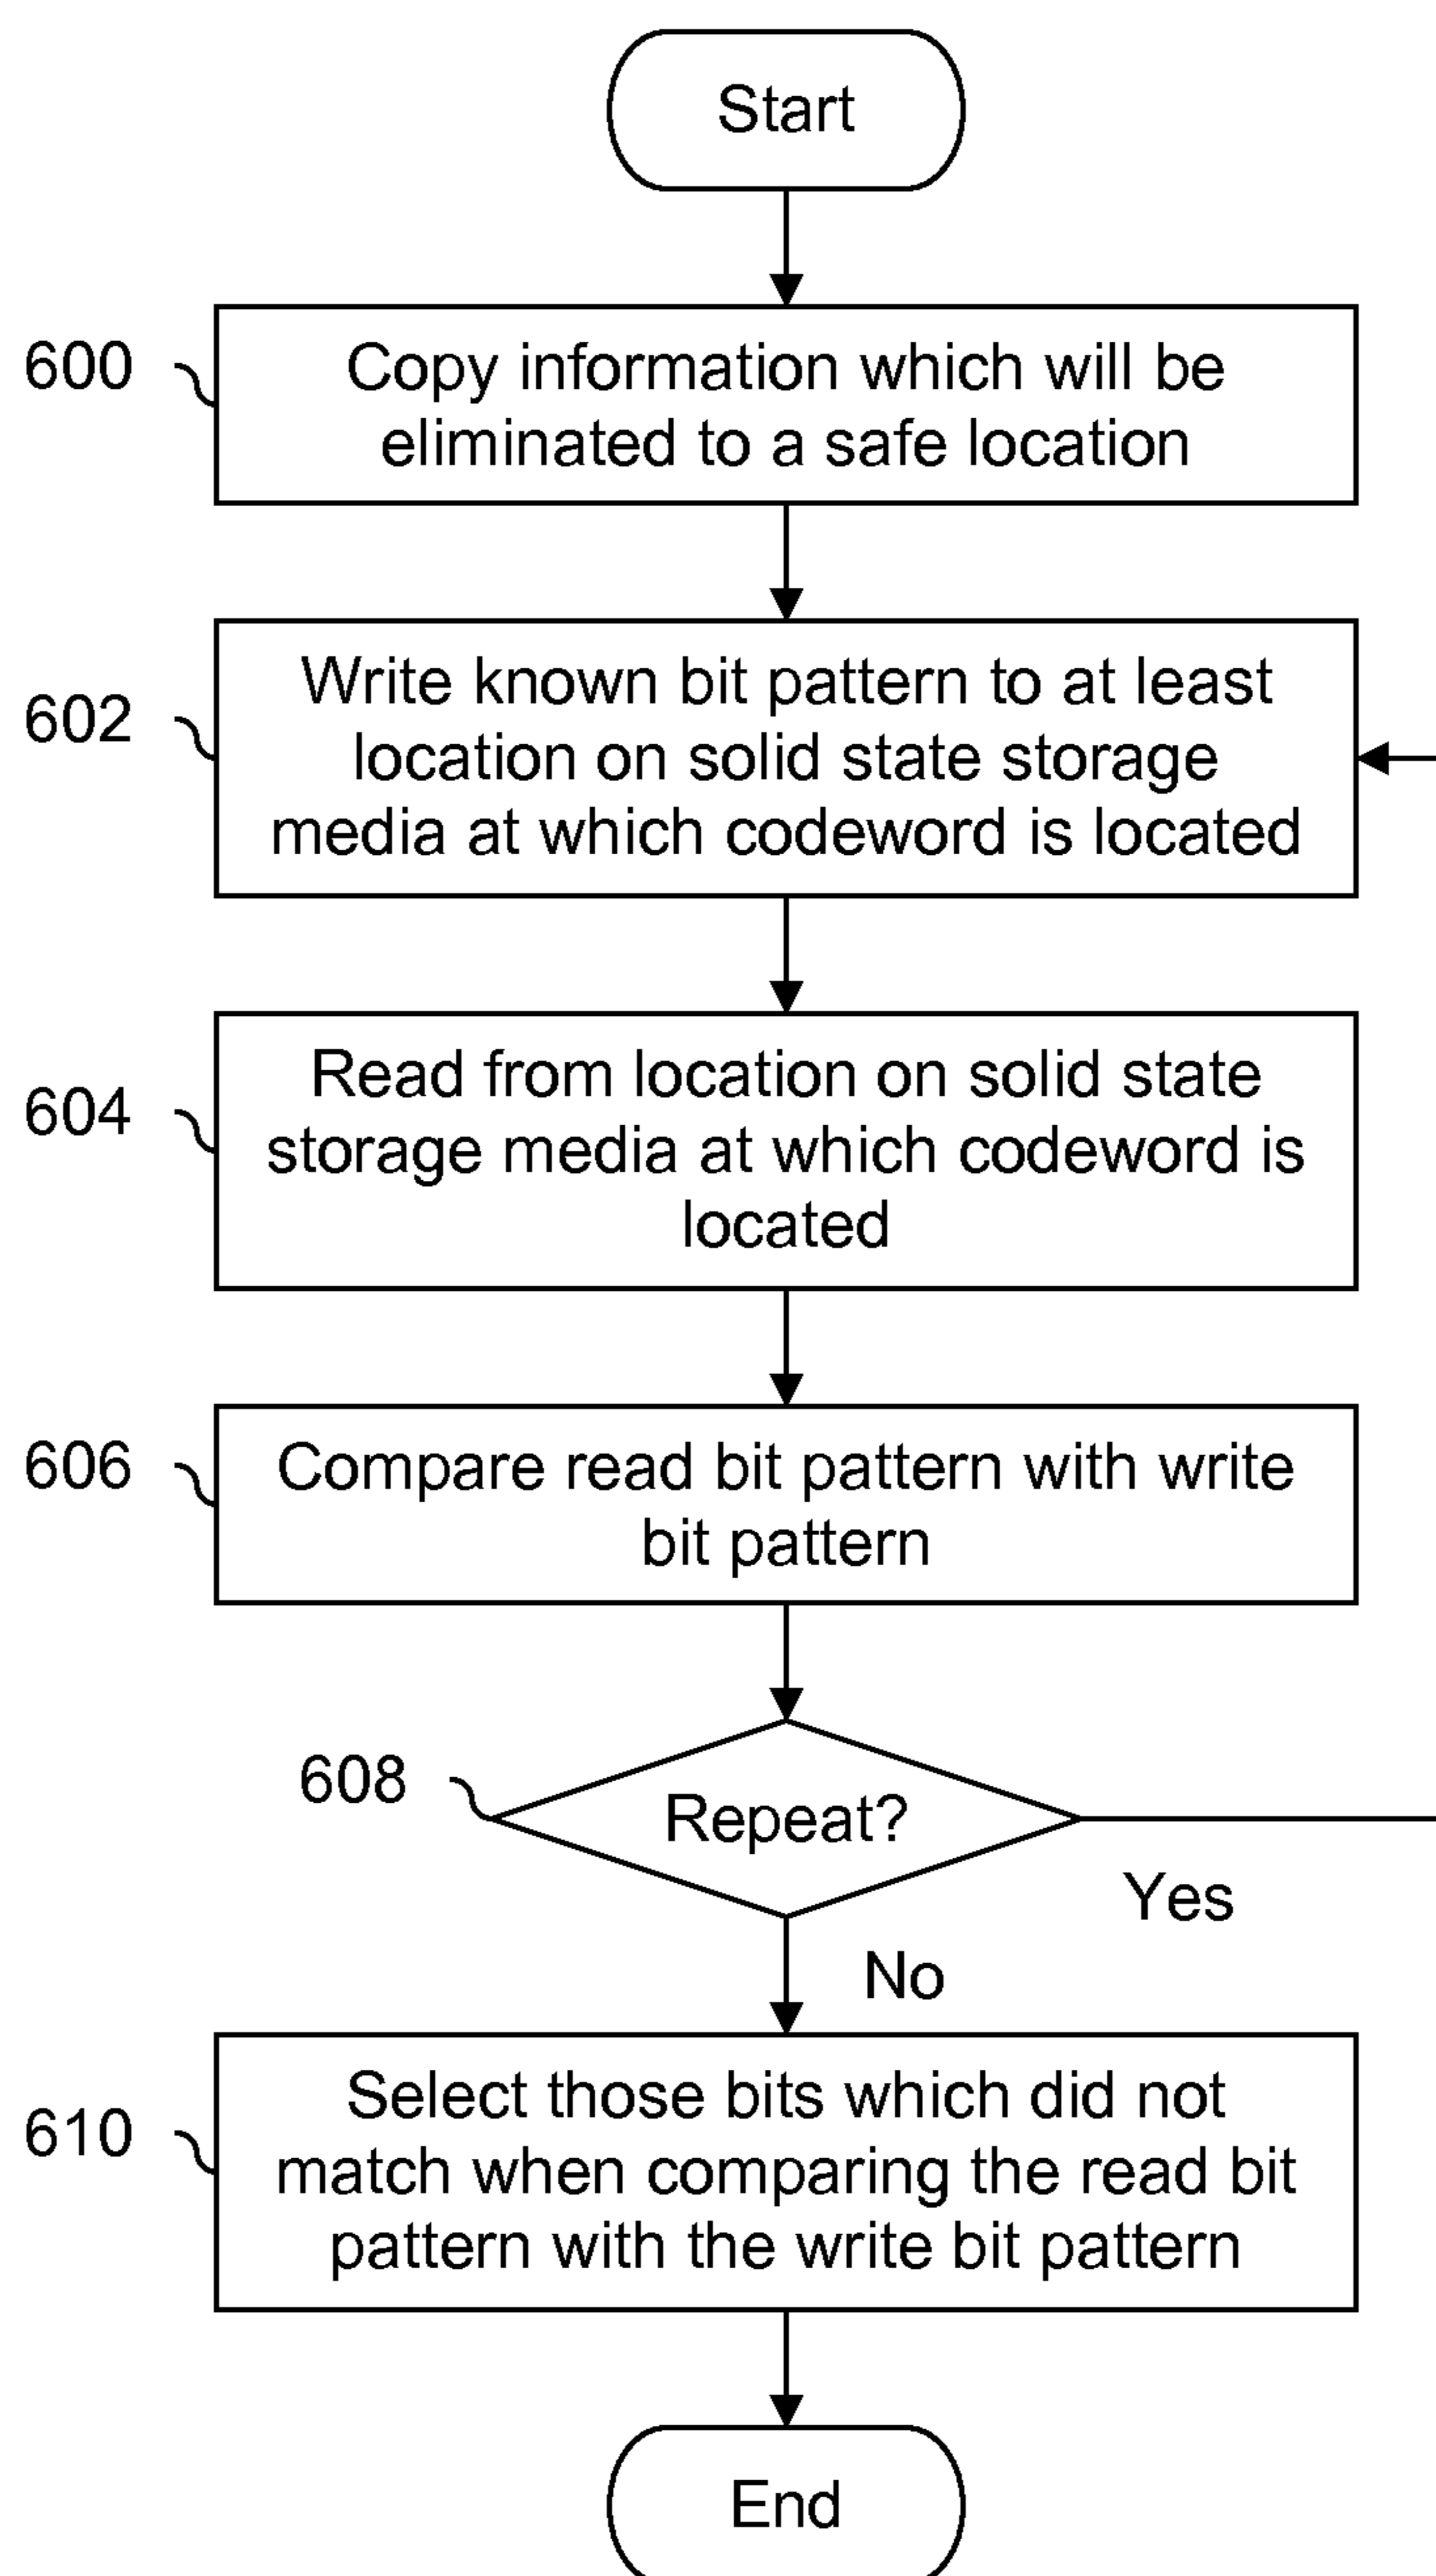 Start
600
Copy information which will be
eliminated to a safe location
602
Write known bit pattern to at least
location on solid state storage
media at which codeword is located
604
Read from location on solid state
storage media at which codeword is
located
606
Compare read bit pattern with write
bit pattern
608
Repeat?
Yes
No
610
Select those bits which did not
match when comparing the read bit
pattern with the write bit pattern
End